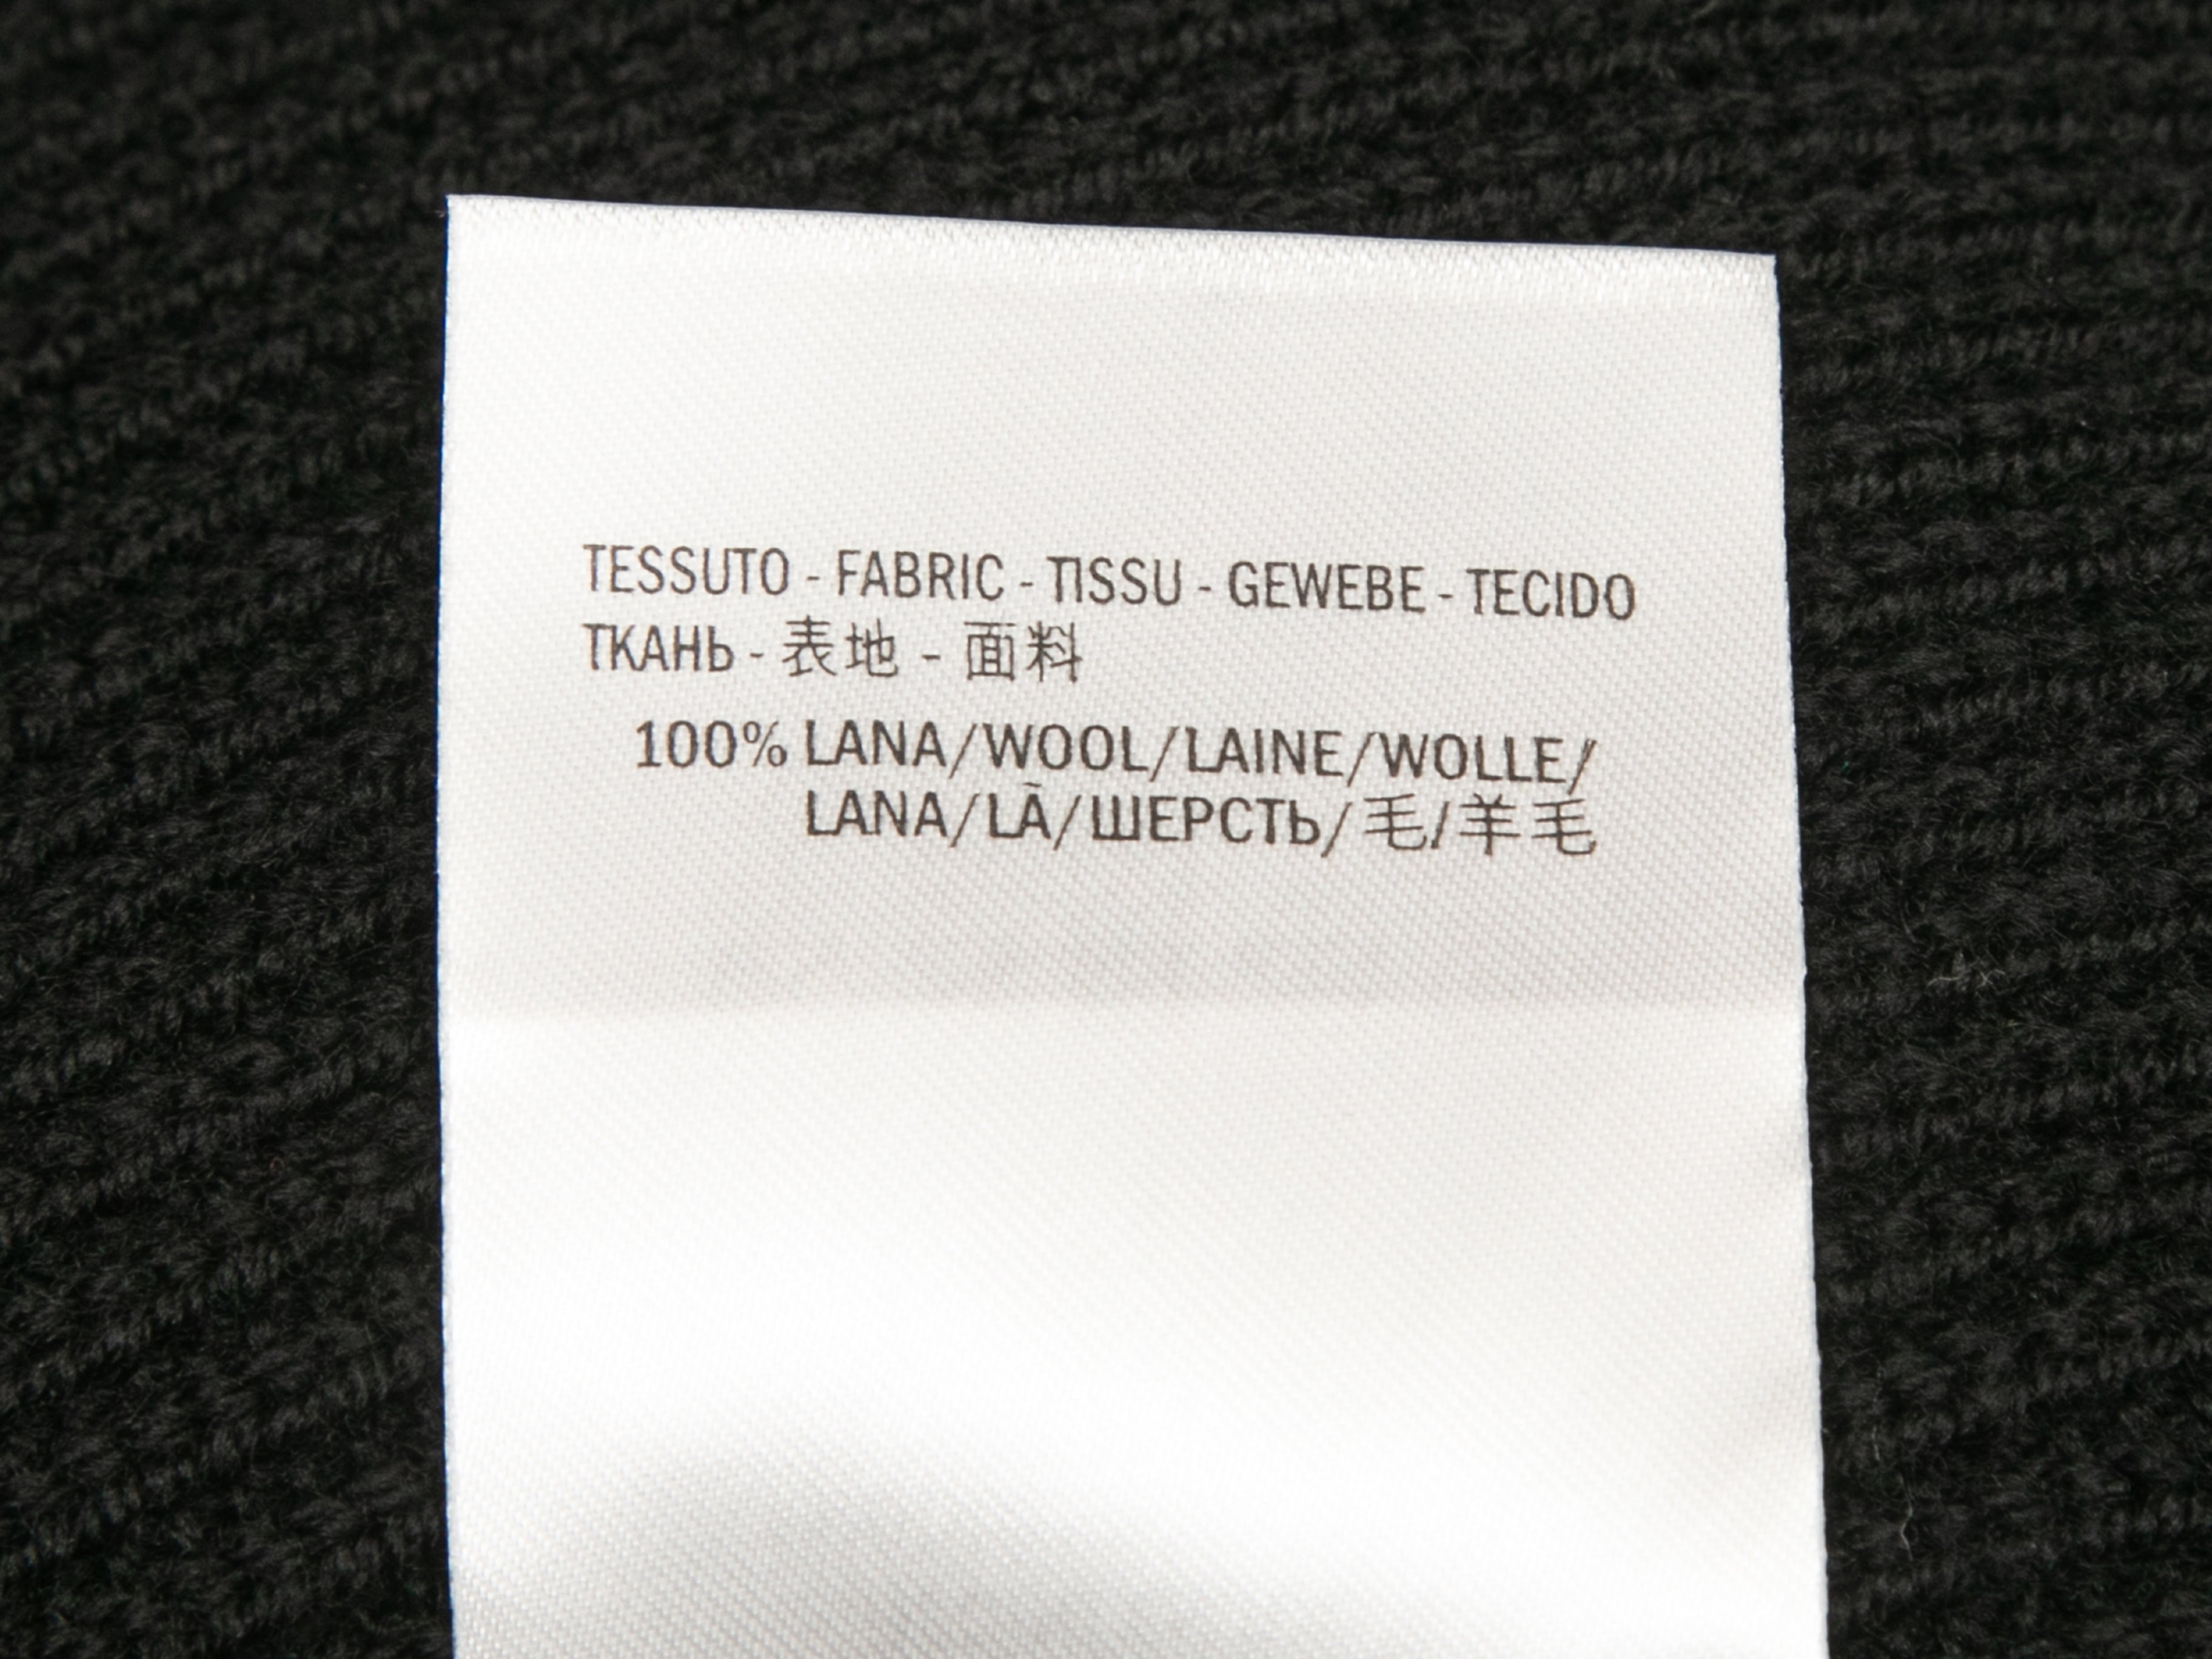 TESSUTO - FABRIC - TISSU - GEWEBE - TECIDO
ТКАНЬ - 表地 - 面料
100% LANA/WOOL/LAINE/WOLLE/
LANA/LÃ/ШЕРСТЬ/毛/羊毛